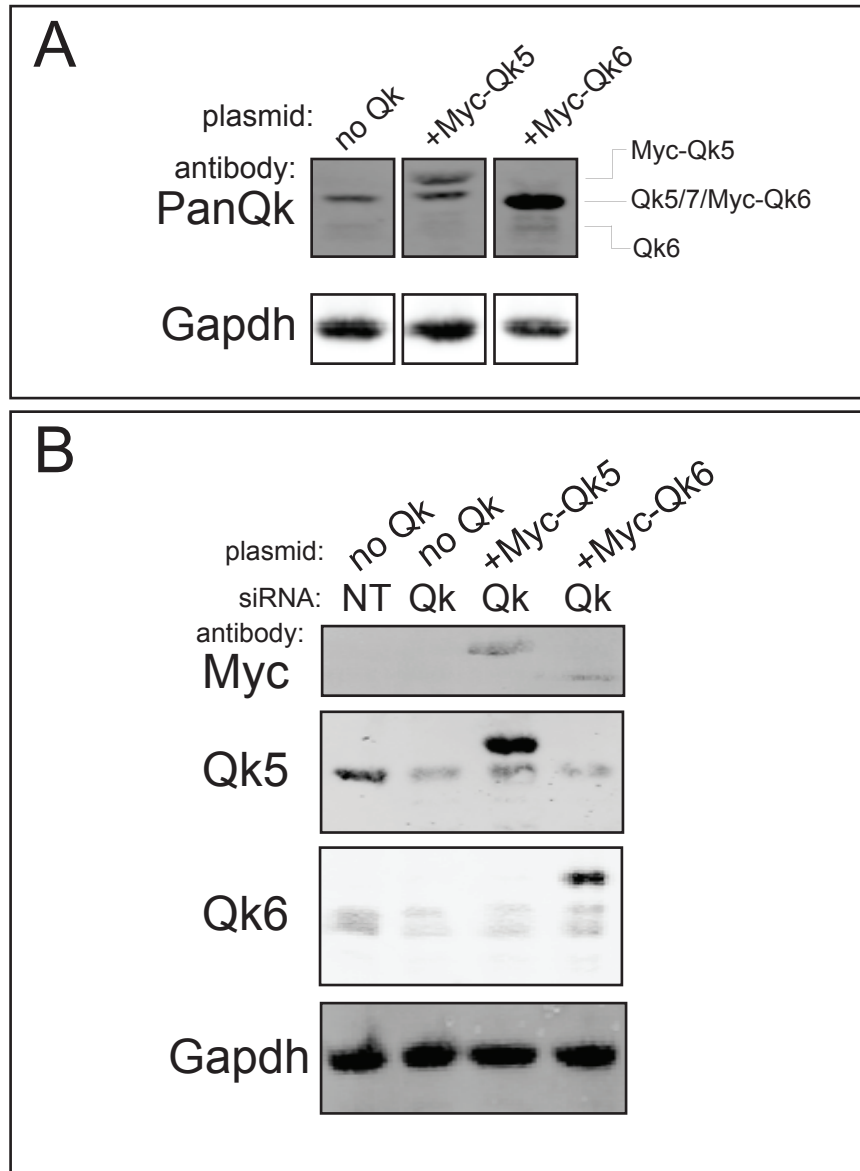 A
plasmid: no Qk +Myc-Qk5 +Myc-Qk6
antibody:
PanQk
Myc-Qk5
Qk5/7/Myc-Qk6
Qk6
Gapdh
B
plasmid: no Qk no Qk +Myc-Qk5 +Myc-Qk6
siRNA: NT Qk Qk Qk
antibody:
Myc
Qk5
Qk6
Gapdh